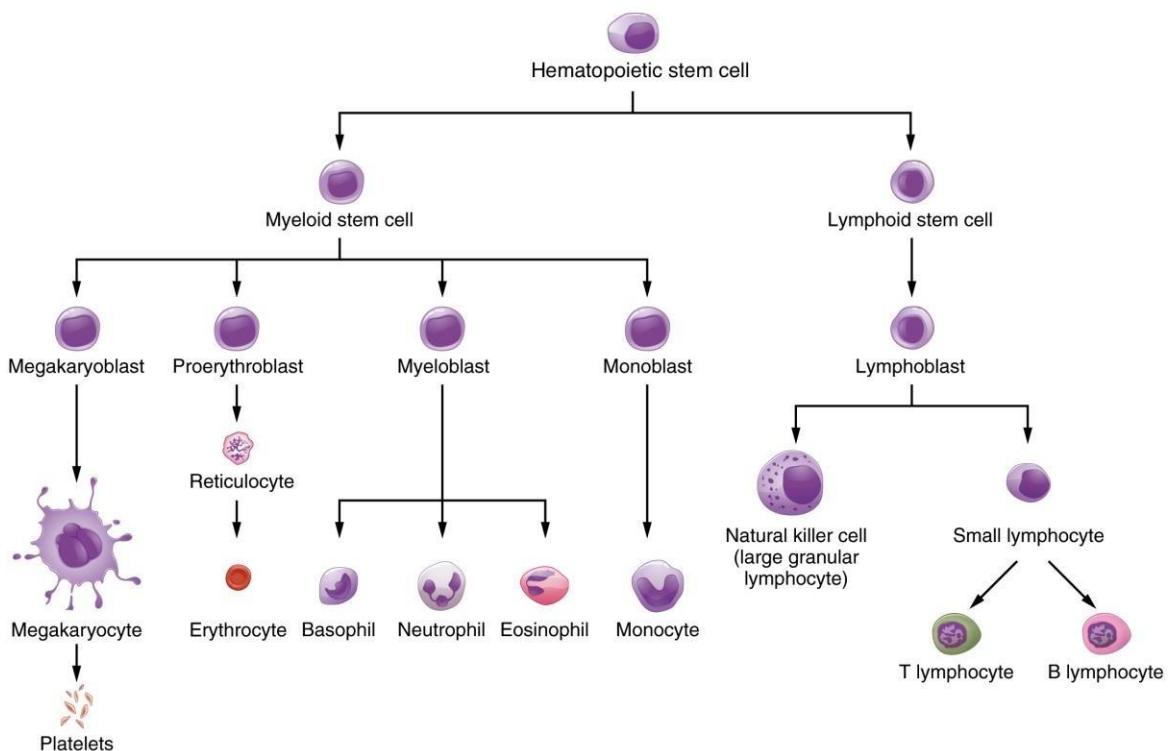 Hematopoietic stem cell
Myeloid stem cell
Lymphoid stem cell
Megakaryoblast
Proerythroblast
Myeloblast
Monoblast
Lymphoblast
Reticulocyte
Natural killer cell
(large granular
lymphocyte)
Small lymphocyte
Megakaryocyte
Erythrocyte
Basophil
Neutrophil
Eosinophil
Monocyte
T lymphocyte
B lymphocyte
Platelets